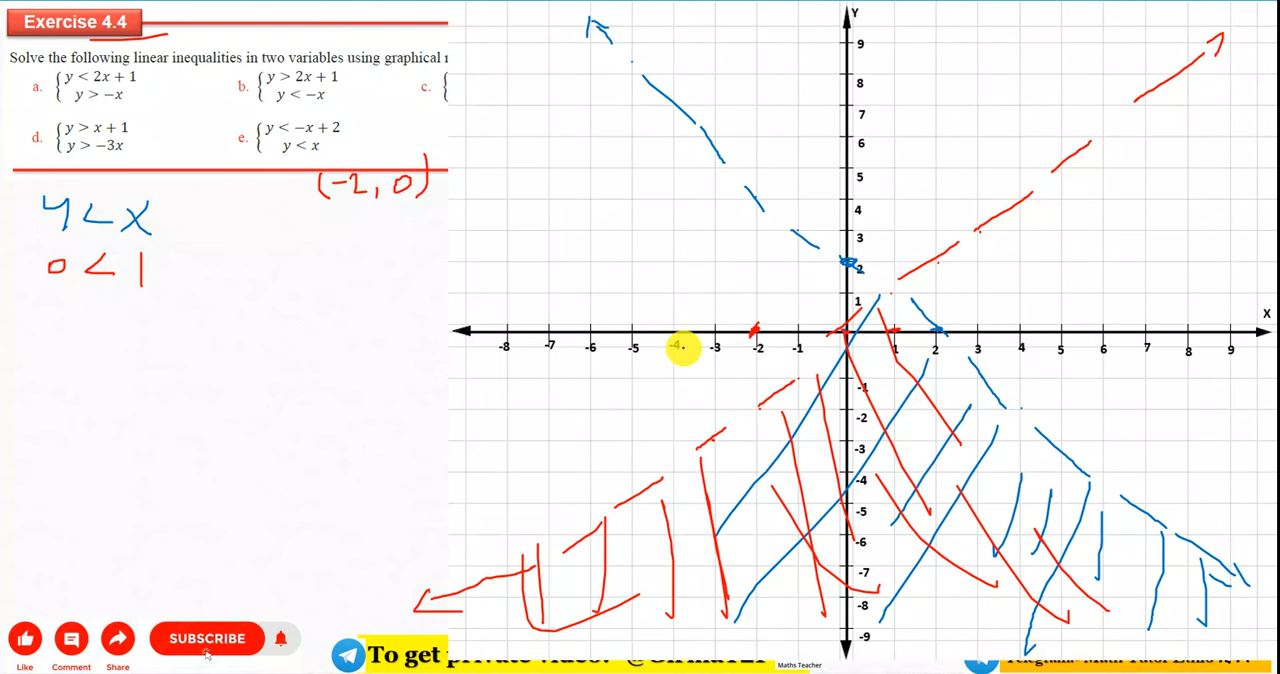 Exercise 4.4
Solve the following linear inequalities in two variables using graphical
a. { y < 2x + 1
y > −x
b. { y > 2x + 1
y < −x
c. {
d. { y > x + 1
y > −3x
e. { y < −x + 2
y < x
(-2, 0)
y < x
0 < 1
Y
9
8
7
6
5
4
3
2
1
X
-8 -7 -6 -5 -4 -3 -2 -1 1 2 3 4 5 6 7 8 9
-1
-2
-3
-4
-5
-6
-7
-8
-9
Like Comment Share SUBSCRIBE
To get
Maths Teacher